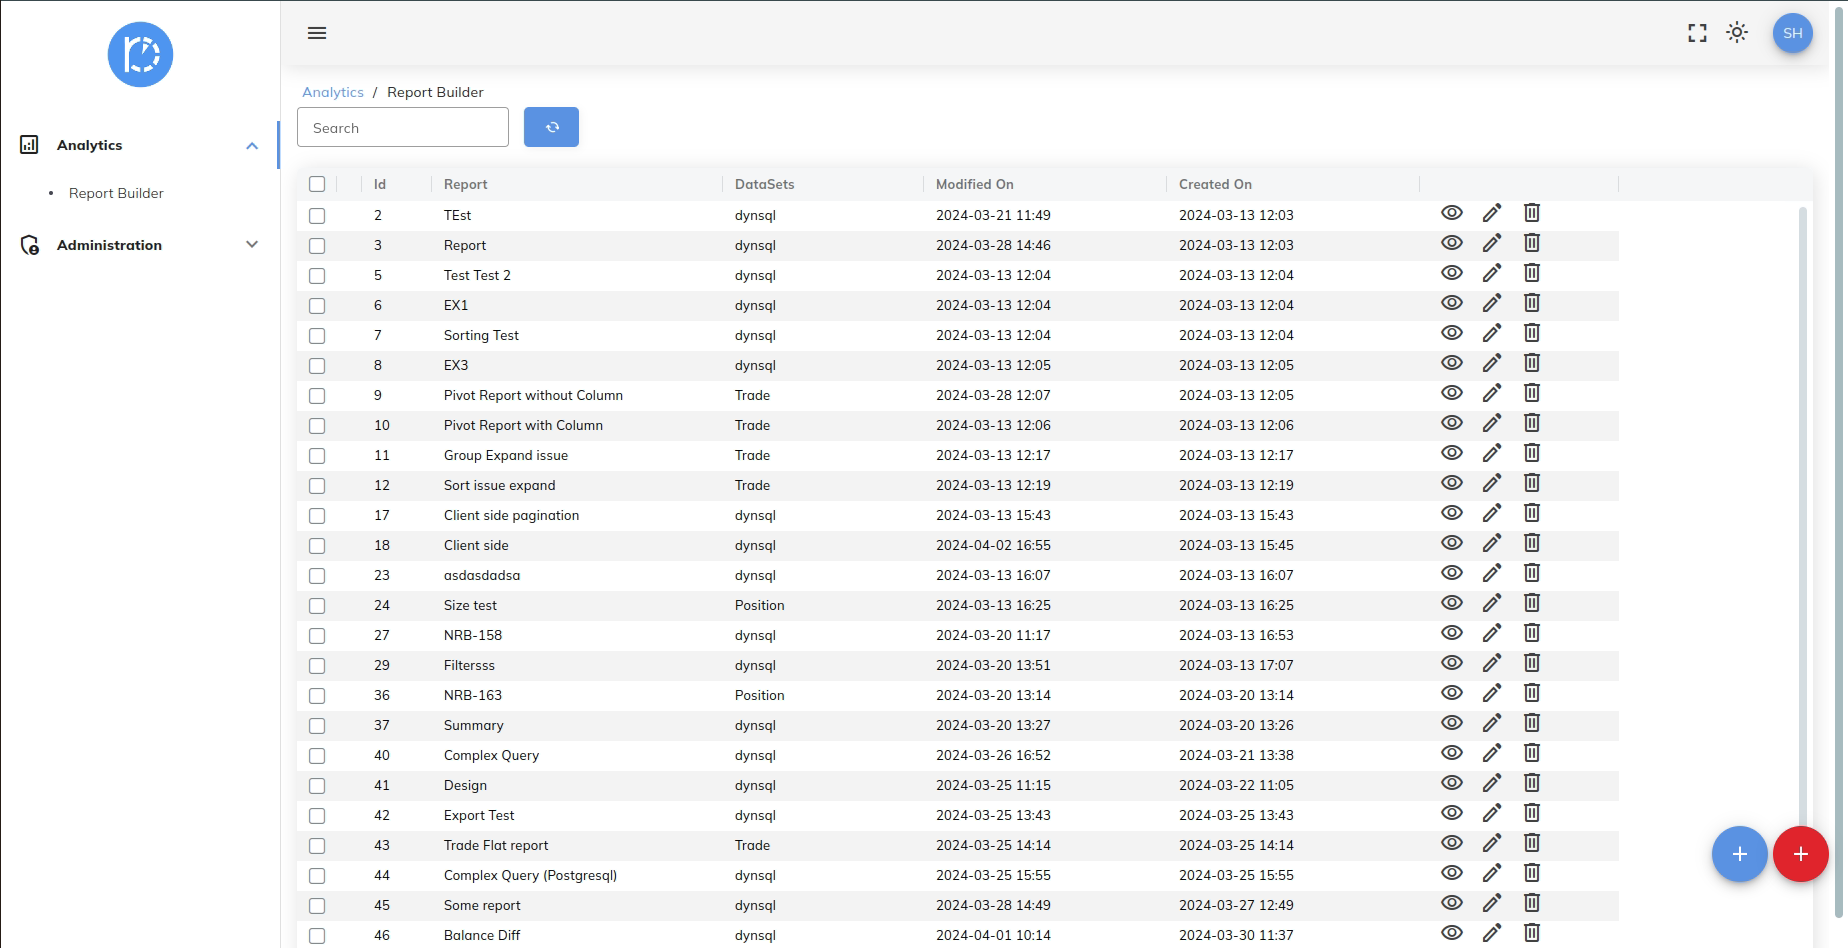 SH
Analytics / Report Builder
Search
Analytics
Report Builder
Administration
Id Report DataSets Modified On Created On
2 TEst dynsql 2024-03-21 11:49 2024-03-13 12:03
3 Report dynsql 2024-03-28 14:46 2024-03-13 12:03
5 Test Test 2 dynsql 2024-03-13 12:04 2024-03-13 12:04
6 EX1 dynsql 2024-03-13 12:04 2024-03-13 12:04
7 Sorting Test dynsql 2024-03-13 12:04 2024-03-13 12:04
8 EX3 dynsql 2024-03-13 12:05 2024-03-13 12:05
9 Pivot Report without Column Trade 2024-03-28 12:07 2024-03-13 12:05
10 Pivot Report with Column Trade 2024-03-13 12:06 2024-03-13 12:06
11 Group Expand issue Trade 2024-03-13 12:17 2024-03-13 12:17
12 Sort issue expand Trade 2024-03-13 12:19 2024-03-13 12:19
17 Client side pagination dynsql 2024-03-13 15:43 2024-03-13 15:43
18 Client side dynsql 2024-04-02 16:55 2024-03-13 15:45
23 asdasdadsa dynsql 2024-03-13 16:07 2024-03-13 16:07
24 Size test Position 2024-03-13 16:25 2024-03-13 16:25
27 NRB-158 dynsql 2024-03-20 11:17 2024-03-13 16:53
29 Filtersss dynsql 2024-03-20 13:51 2024-03-13 17:07
36 NRB-163 Position 2024-03-20 13:14 2024-03-20 13:14
37 Summary dynsql 2024-03-20 13:27 2024-03-20 13:26
40 Complex Query dynsql 2024-03-26 16:52 2024-03-21 13:38
41 Design dynsql 2024-03-25 11:15 2024-03-22 11:05
42 Export Test dynsql 2024-03-25 13:43 2024-03-25 13:43
43 Trade Flat report Trade 2024-03-25 14:14 2024-03-25 14:14
44 Complex Query (Postgresql) dynsql 2024-03-25 15:55 2024-03-25 15:55
45 Some report dynsql 2024-03-28 14:49 2024-03-27 12:49
46 Balance Diff dynsql 2024-04-01 10:14 2024-03-30 11:37